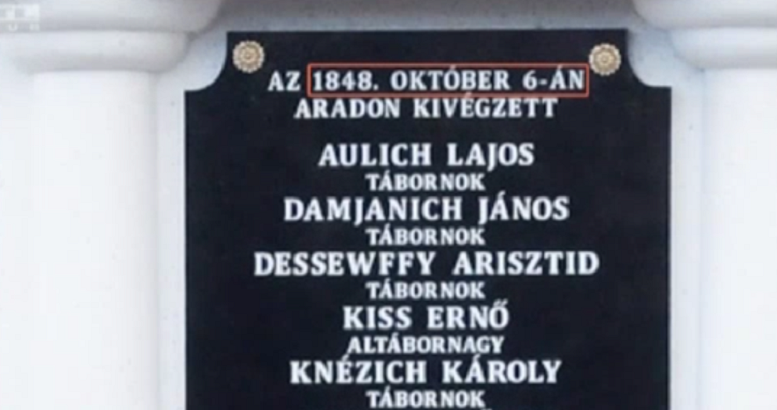 AZ 1848. OKTÓBER 6-ÁN
ARADON KIVÉGZETT
AULICH LAJOS
TÁBORNOK
DAMJANICH JÁNOS
TÁBORNOK
DESSEWFFY ARISZTID
TÁBORNOK
KISS ERNŐ
ALTÁBORNAGY
KNÉZICH KÁROLY
TÁBORNOK